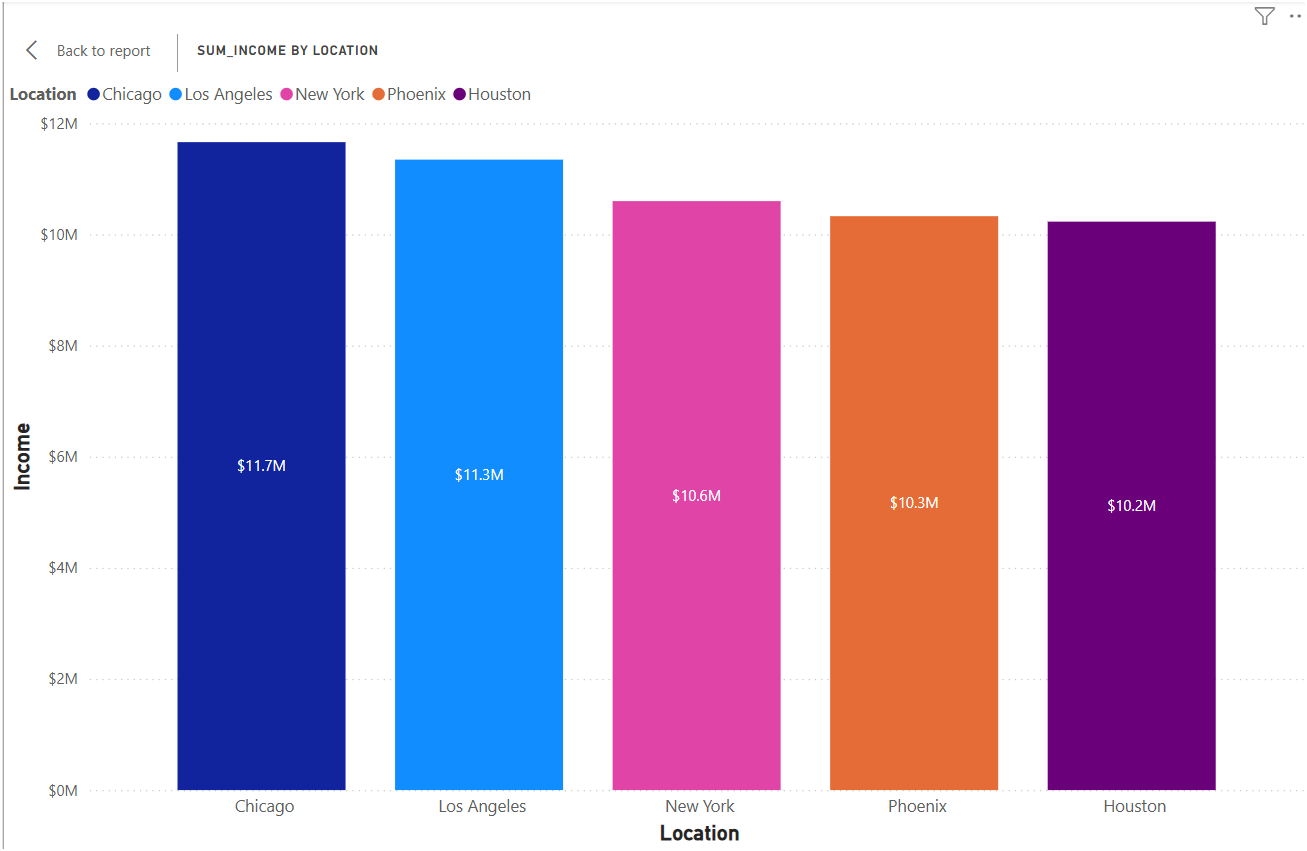 Back to report
SUM_INCOME BY LOCATION
Location Chicago Los Angeles New York Phoenix Houston
$12M
$10M
$8M
$6M
$4M
$2M
$0M
Income
$11.7M
$11.3M
$10.6M
$10.3M
$10.2M
Chicago Los Angeles New York Phoenix Houston
Location